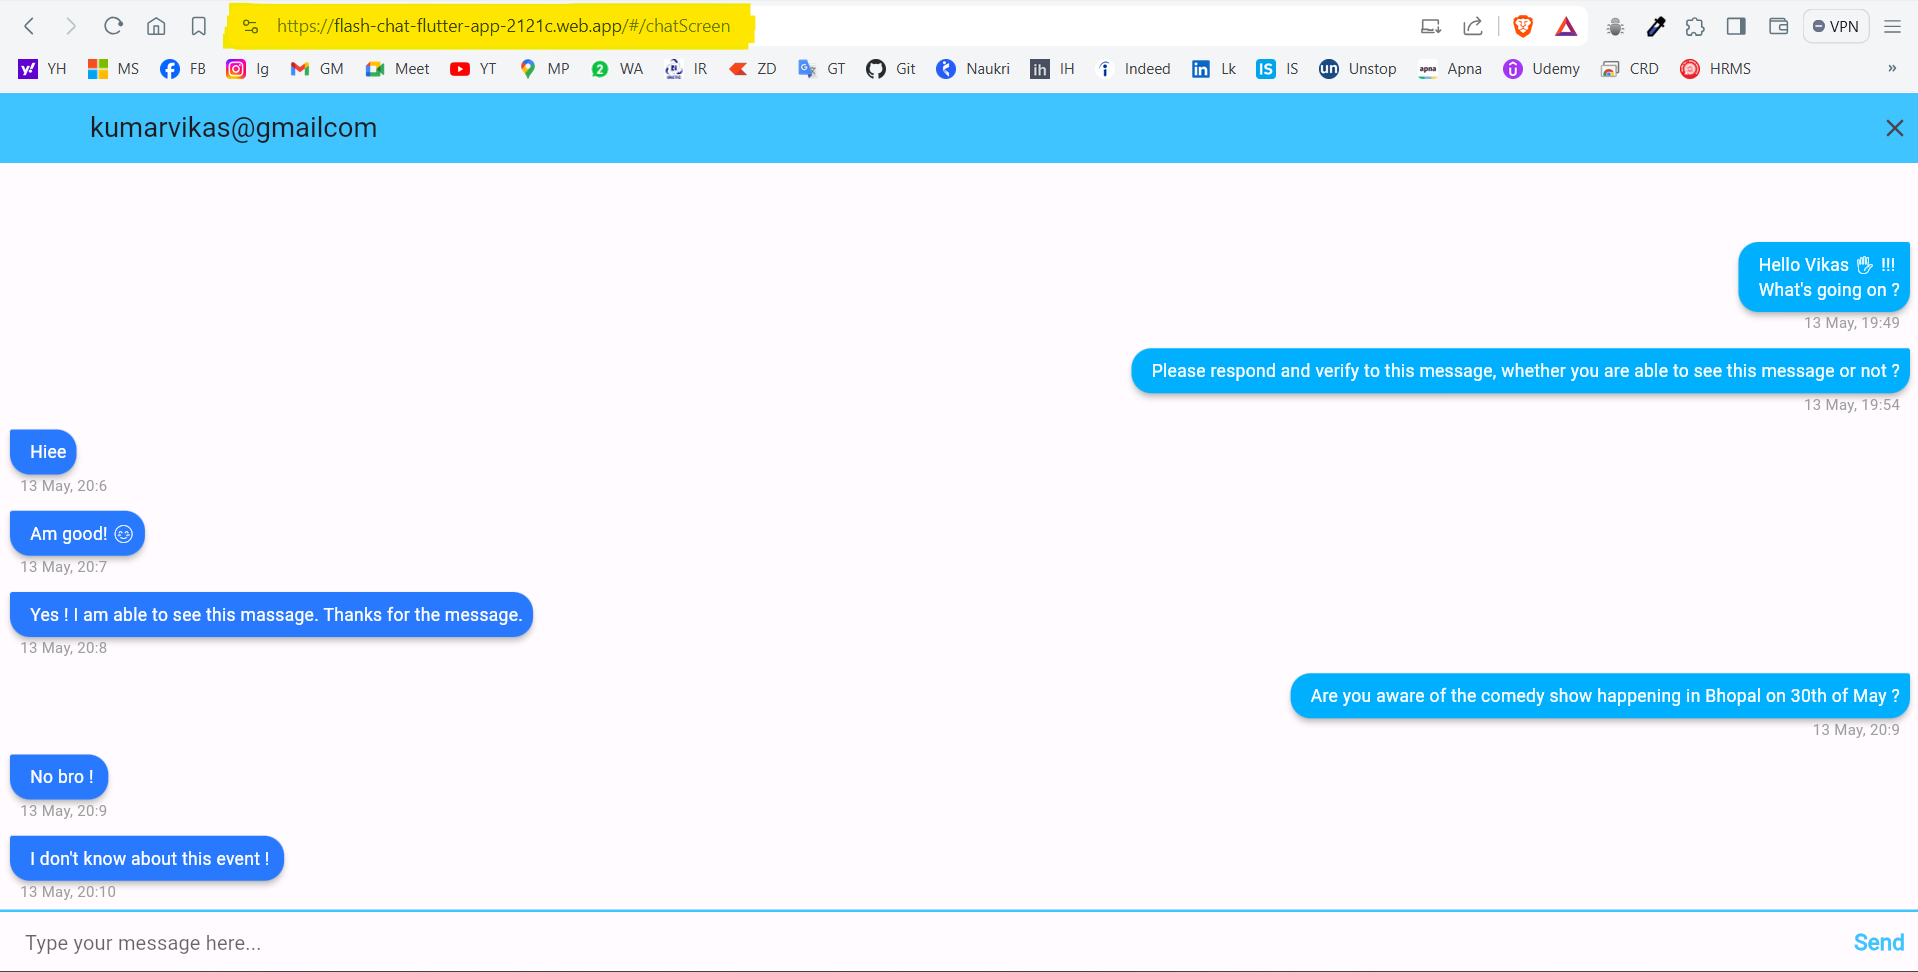 https://flash-chat-flutter-app-2121c.web.app/#/chatScreen VPN
YH MS FB Ig GM Meet YT MP WA IR ZD GT Git Naukri IH Indeed Lk IS Unstop Apna Udemy CRD HRMS »
kumarvikas@gmailcom
Hello Vikas 🖐 !!!
What's going on ?
13 May, 19:49
Please respond and verify to this message, whether you are able to see this message or not ?
13 May, 19:54
Hiee
13 May, 20:6
Am good! 😊
13 May, 20:7
Yes ! I am able to see this massage. Thanks for the message.
13 May, 20:8
Are you aware of the comedy show happening in Bhopal on 30th of May ?
13 May, 20:9
No bro !
13 May, 20:9
I don't know about this event !
13 May, 20:10
Type your message here...
Send